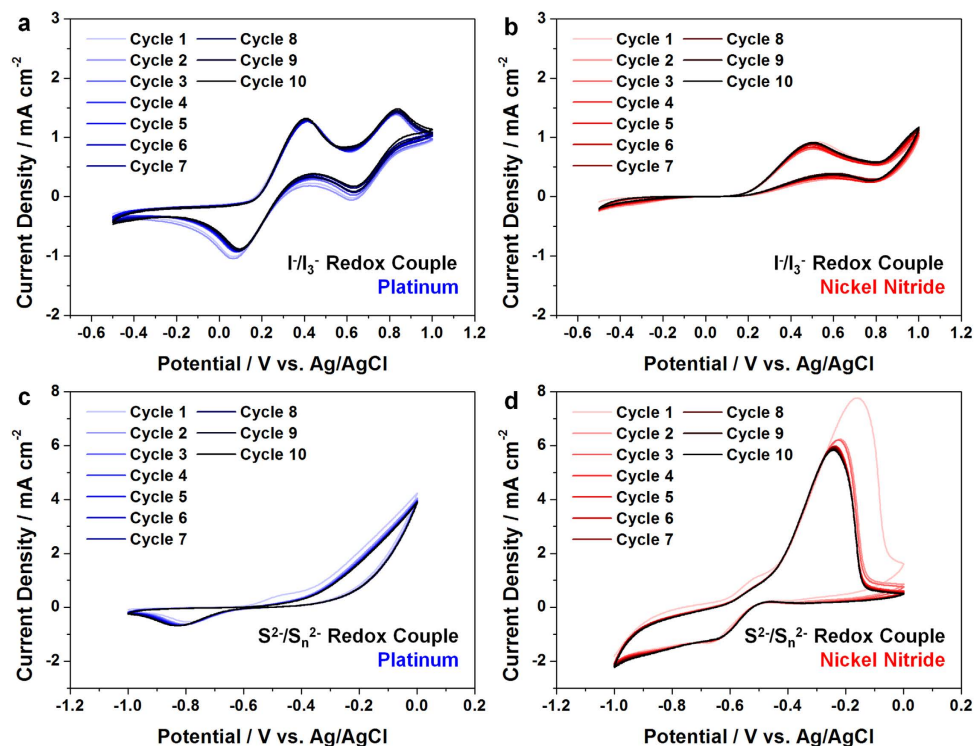 a
3
2
1
0
-1
-2
Current Density / mA cm⁻²
Cycle 1 Cycle 8
Cycle 2 Cycle 9
Cycle 3 Cycle 10
Cycle 4
Cycle 5
Cycle 6
Cycle 7
I⁻/I₃⁻ Redox Couple
Platinum
-0.6 -0.4 -0.2 0.0 0.2 0.4 0.6 0.8 1.0 1.2
Potential / V vs. Ag/AgCl
b
3
2
1
0
-1
-2
Current Density / mA cm⁻²
Cycle 1 Cycle 8
Cycle 2 Cycle 9
Cycle 3 Cycle 10
Cycle 4
Cycle 5
Cycle 6
Cycle 7
I⁻/I₃⁻ Redox Couple
Nickel Nitride
-0.6 -0.4 -0.2 0.0 0.2 0.4 0.6 0.8 1.0 1.2
Potential / V vs. Ag/AgCl
c
8
6
4
2
0
-2
Current Density / mA cm⁻²
Cycle 1 Cycle 8
Cycle 2 Cycle 9
Cycle 3 Cycle 10
Cycle 4
Cycle 5
Cycle 6
Cycle 7
S²⁻/Sₙ²⁻ Redox Couple
Platinum
-1.2 -1.0 -0.8 -0.6 -0.4 -0.2 0.0 0.2
Potential / V vs. Ag/AgCl
d
8
6
4
2
0
-2
Current Density / mA cm⁻²
Cycle 1 Cycle 8
Cycle 2 Cycle 9
Cycle 3 Cycle 10
Cycle 4
Cycle 5
Cycle 6
Cycle 7
S²⁻/Sₙ²⁻ Redox Couple
Nickel Nitride
-1.2 -1.0 -0.8 -0.6 -0.4 -0.2 0.0 0.2
Potential / V vs. Ag/AgCl